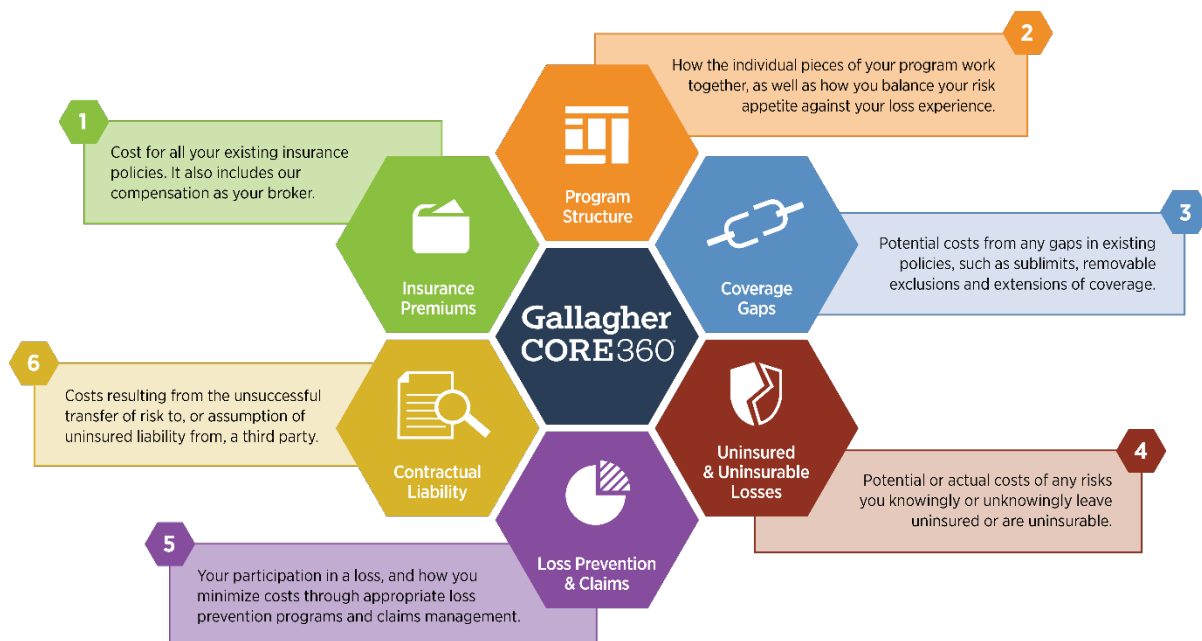 1
Cost for all your existing insurance
policies. It also includes our
compensation as your broker.
Insurance
Premiums
2
How the individual pieces of your program work
together, as well as how you balance your risk
appetite against your loss experience.
Program
Structure
3
Potential costs from any gaps in existing
policies, such as sublimits, removable
exclusions and extensions of coverage.
Coverage
Gaps
Gallagher
CORE360
4
Potential or actual costs of any risks
you knowingly or unknowingly leave
uninsured or are uninsurable.
Uninsured
& Uninsurable
Losses
5
Your participation in a loss, and how you
minimize costs through appropriate loss
prevention programs and claims management.
Loss Prevention
& Claims
6
Costs resulting from the unsuccessful
transfer of risk to, or assumption of
uninsured liability from, a third party.
Contractual
Liability